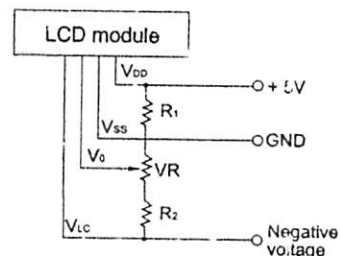 LCD module
VDD
+ 5V
R1
VSS
GND
V0
VR
R2
VLC
Negative
voltage